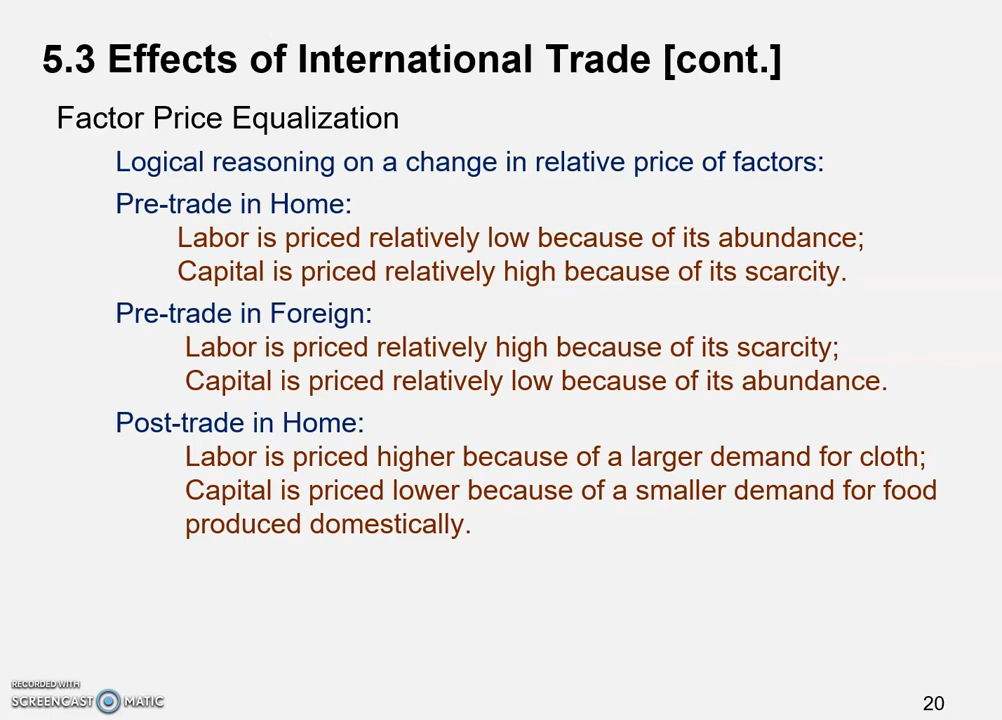 5.3 Effects of International Trade [cont.]
Factor Price Equalization
Logical reasoning on a change in relative price of factors:
Pre-trade in Home:
Labor is priced relatively low because of its abundance;
Capital is priced relatively high because of its scarcity.
Pre-trade in Foreign:
Labor is priced relatively high because of its scarcity;
Capital is priced relatively low because of its abundance.
Post-trade in Home:
Labor is priced higher because of a larger demand for cloth;
Capital is priced lower because of a smaller demand for food
produced domestically.
RECORDED WITH
SCREENCAST MATIC
20